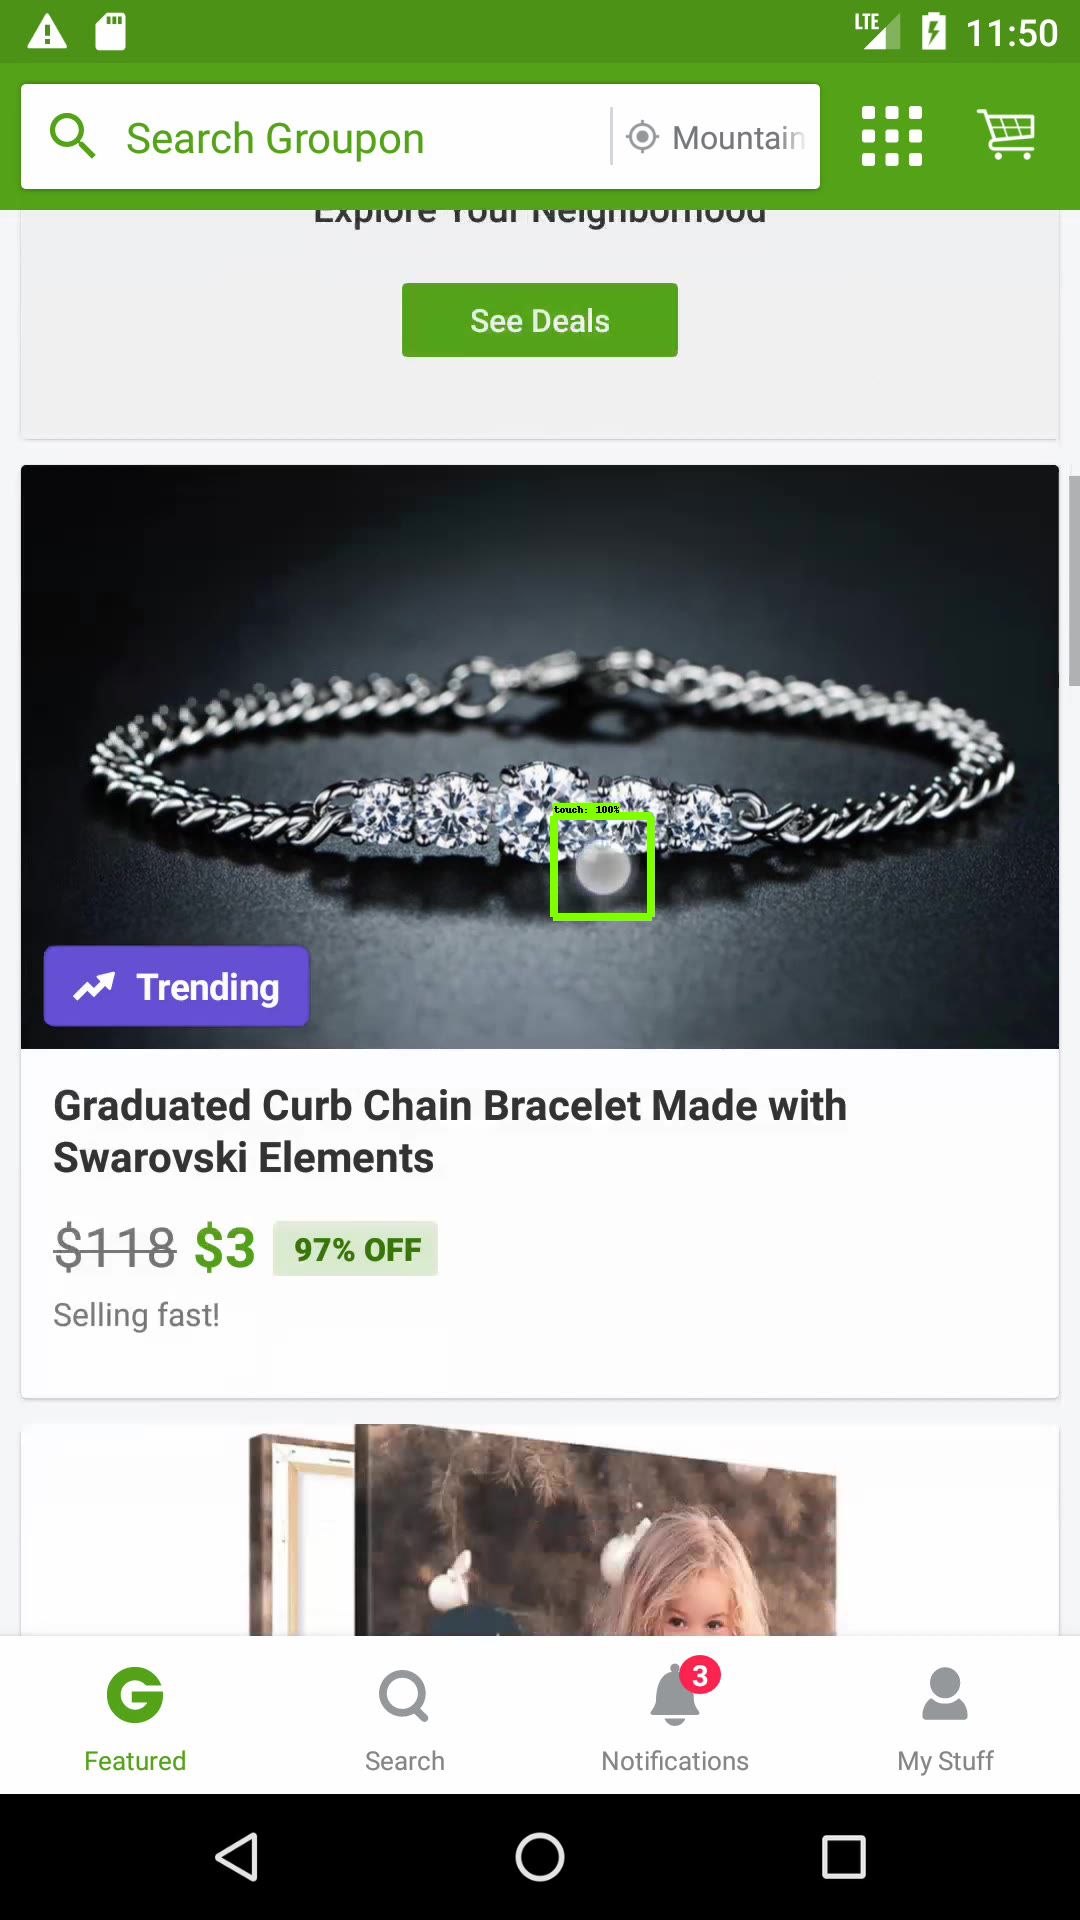 LTE 11:50
Search Groupon Mountain
Explore Your Neighborhood
See Deals
touch: 100%
Trending
Graduated Curb Chain Bracelet Made with
Swarovski Elements
$118 $3 97% OFF
Selling fast!
3
Featured Search Notifications My Stuff